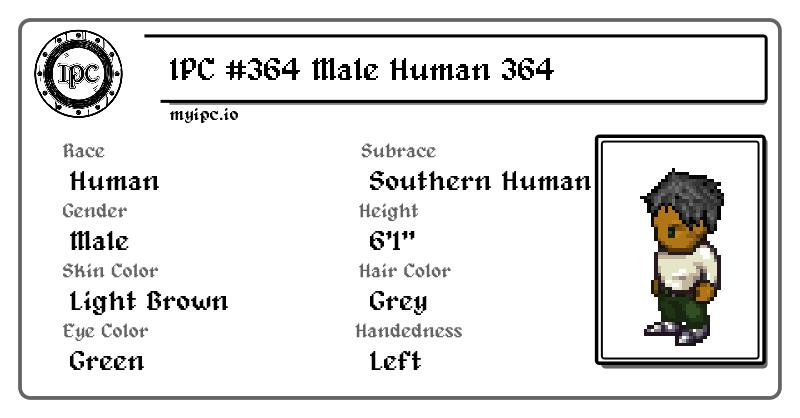 IPC
IPC #364 Male Human 364
myipc.io
Race
Human
Subrace
Southern Human
Gender
Male
Height
6'1"
Skin Color
Light Brown
Hair Color
Grey
Eye Color
Green
Handedness
Left